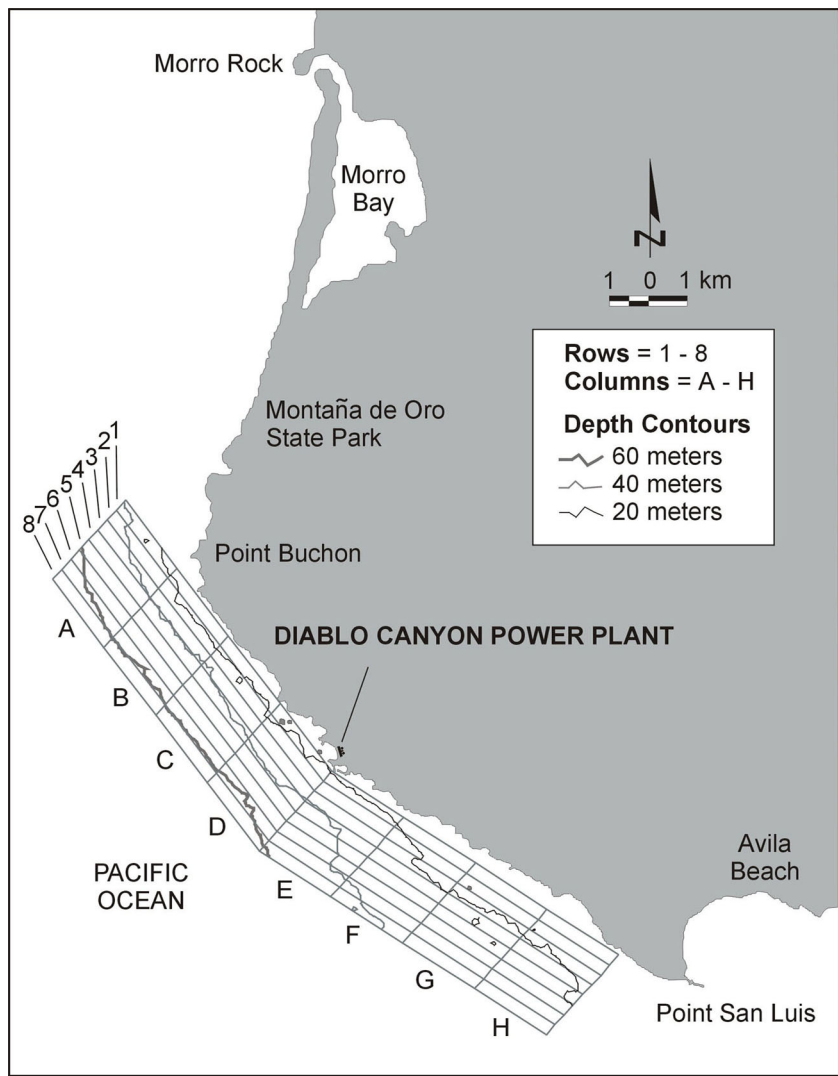 Morro Rock
Morro
Bay
N
1 0 1 km
Rows = 1 - 8
Columns = A - H
Depth Contours
60 meters
40 meters
20 meters
Montaña de Oro
State Park
8 7 6 5 4 3 2 1
Point Buchon
DIABLO CANYON POWER PLANT
A
B
C
D
E
F
G
H
PACIFIC
OCEAN
Avila
Beach
Point San Luis